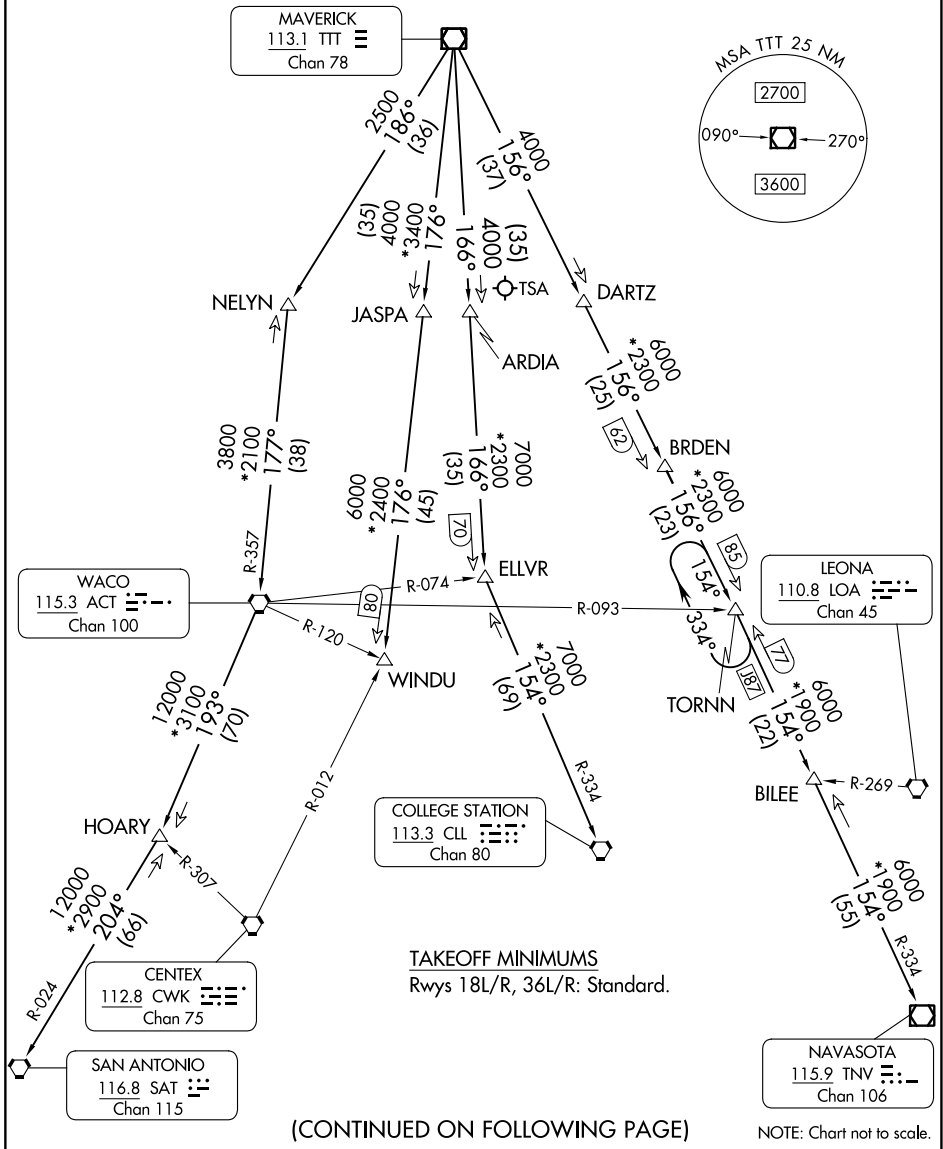 MAVERICK
113.1 TTT
Chan 78
MSA TTT 25 NM
2700
090°
270°
3600
2500
186°
(36)
(35)
4000
*3400
176°
(35)
4000
166°
4000
156°
(37)
TSA
NELYN
JASPA
ARDIA
DARTZ
3800
*2100
177°
(38)
6000
*2400
176°
(45)
7000
*2300
166°
(35)
6000
*2300
156°
(25)
62
BRDEN
6000
*2300
156°
(23)
70
85
R-357
WACO
115.3 ACT
Chan 100
R-074
ELLVR
80
R-093
R-120
WINDU
154°
334°
J87
77
TORNN
LEONA
110.8 LOA
Chan 45
12000
*3100
193°
(70)
7000
*2300
154°
(69)
6000
*1900
154°
(22)
R-012
R-334
BILEE
R-269
HOARY
R-307
COLLEGE STATION
113.3 CLL
Chan 80
12000
*2900
204°
(66)
R-024
6000
*1900
154°
(55)
R-334
CENTEX
112.8 CWK
Chan 75
TAKEOFF MINIMUMS
Rwys 18L/R, 36L/R: Standard.
SAN ANTONIO
116.8 SAT
Chan 115
NAVASOTA
115.9 TNV
Chan 106
(CONTINUED ON FOLLOWING PAGE)
NOTE: Chart not to scale.